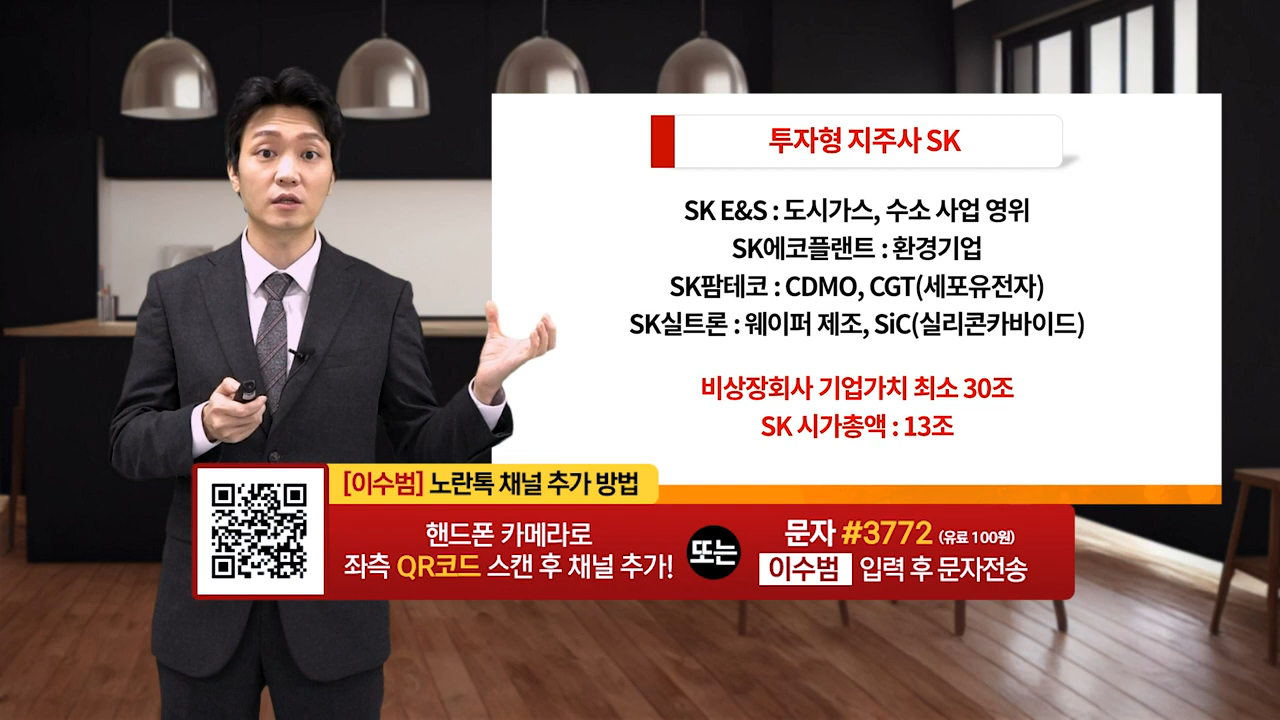 투자형 지주사 SK
SK E&S : 도시가스, 수소 사업 영위
SK에코플랜트 : 환경기업
SK팜테코 : CDMO, CGT(세포유전자)
SK실트론 : 웨이퍼 제조, SiC(실리콘카바이드)
비상장회사 기업가치 최소 30조
SK 시가총액 : 13조
[이수범] 노란톡 채널 추가 방법
핸드폰 카메라로
좌측 QR코드 스캔 후 채널 추가!
또는
문자 #3772 (유료 100원)
이수범 입력 후 문자전송